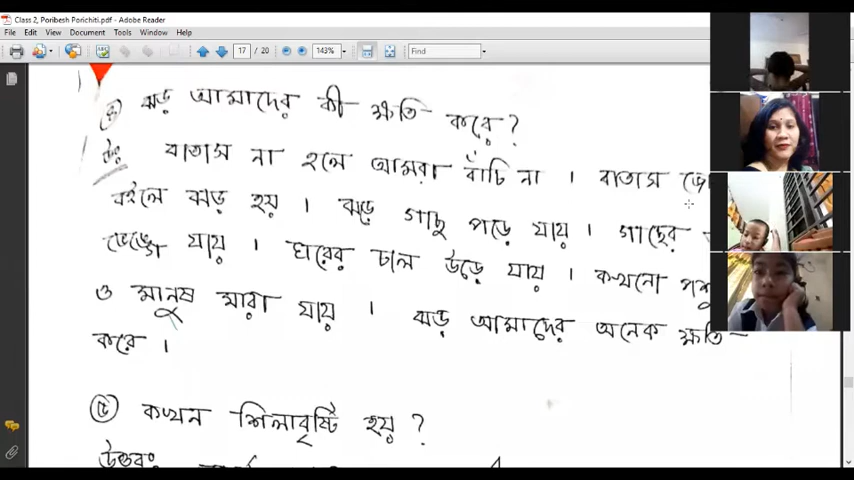 Class 2, Poribesh Porichiti.pdf - Adobe Reader
File Edit View Document Tools Window Help
17 / 20 143% Find
ঝড় আমাদের কী ক্ষতি করে?
উঃ বাতাস না হলে আমরা বাঁচি না । বাতাস
বইলে ঝড় হয় । ঝড়ে গাছ পড়ে যায় । গাছের
ভেঙ্গে যায় । ঘরের চাল উড়ে যায় । কখনো
ও মানুষ মারা যায় । ঝড় আমাদের অনেক ক্ষতি
করে ।
৫ কখন শিলাবৃষ্টি হয় ?
উত্তরঃ